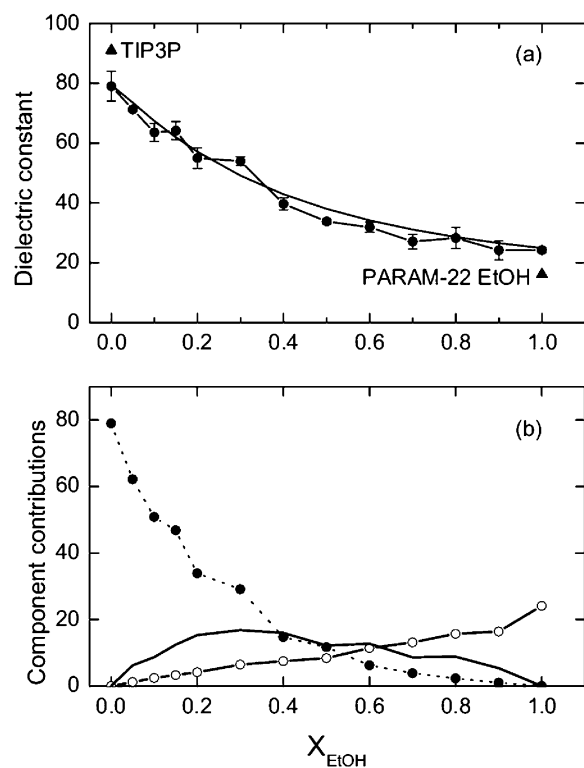 100
TIP3P
(a)
80
60
40
20
PARAM-22 EtOH
0
0.0 0.2 0.4 0.6 0.8 1.0
Dielectric constant
80
(b)
60
40
20
0
0.0 0.2 0.4 0.6 0.8 1.0
Component contributions
X_EtOH